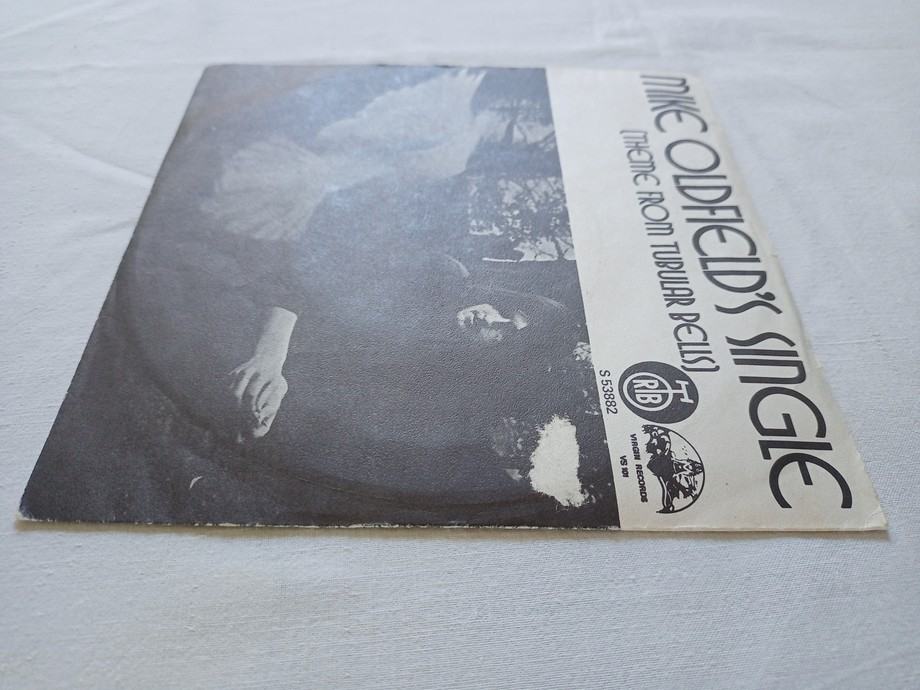 MIKE OLDFIELD'S SINGLE
(THEME FROM TUBULAR BELLS)
RTB
S 53882
VIRGIN RECORDS
VS 101